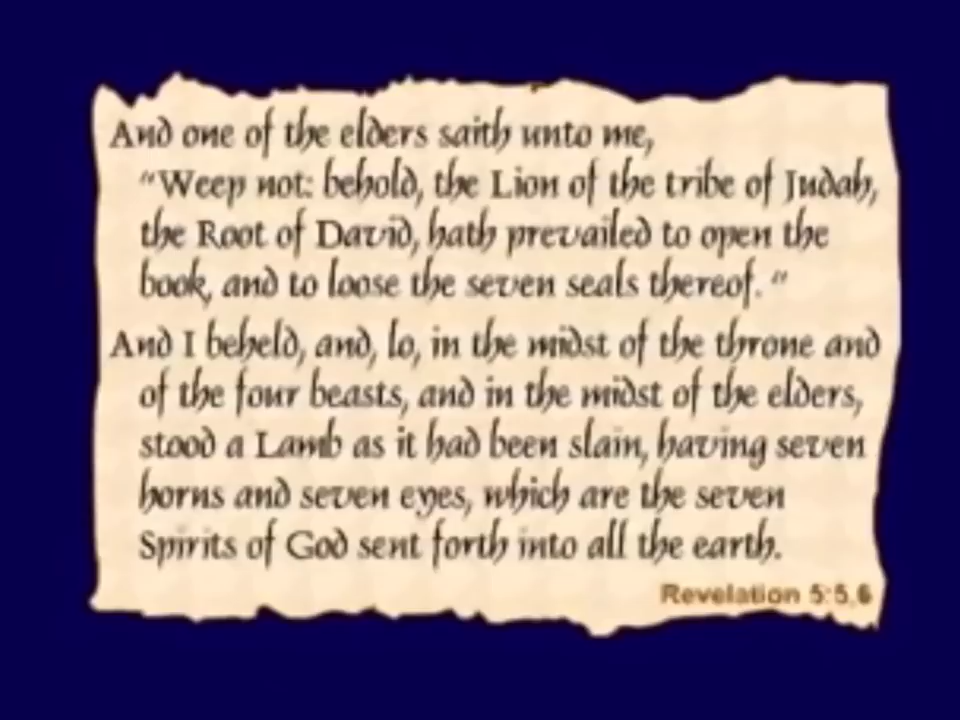 And one of the elders saith unto me,
"Weep not: behold, the Lion of the tribe of Judah,
the Root of David, hath prevailed to open the
book, and to loose the seven seals thereof. "
And I beheld, and, lo, in the midst of the throne and
of the four beasts, and in the midst of the elders,
stood a Lamb as it had been slain, having seven
horns and seven eyes, which are the seven
Spirits of God sent forth into all the earth.
Revelation 5:5,6